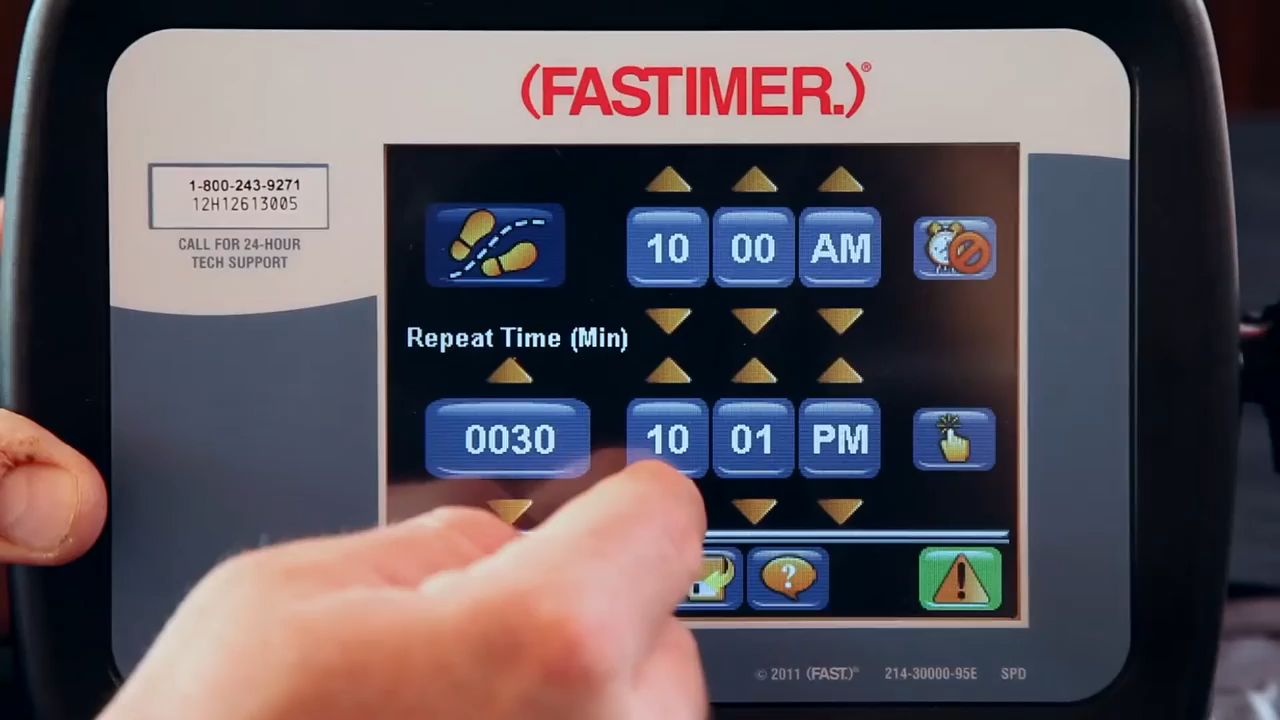 (FASTIMER.)®
1-800-243-9271
12H12613005
CALL FOR 24-HOUR
TECH SUPPORT
10 00 AM
Repeat Time (Min)
0030 10 01 PM
?
!
© 2011 (FAST.)® 214-30000-95E SPD